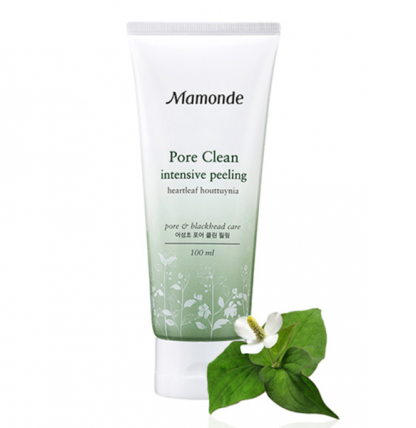 Mamonde
Pore Clean
intensive peeling
heartleaf houttuynia
pore & blackhead care
어성초 포어 클린 필링
100 ml